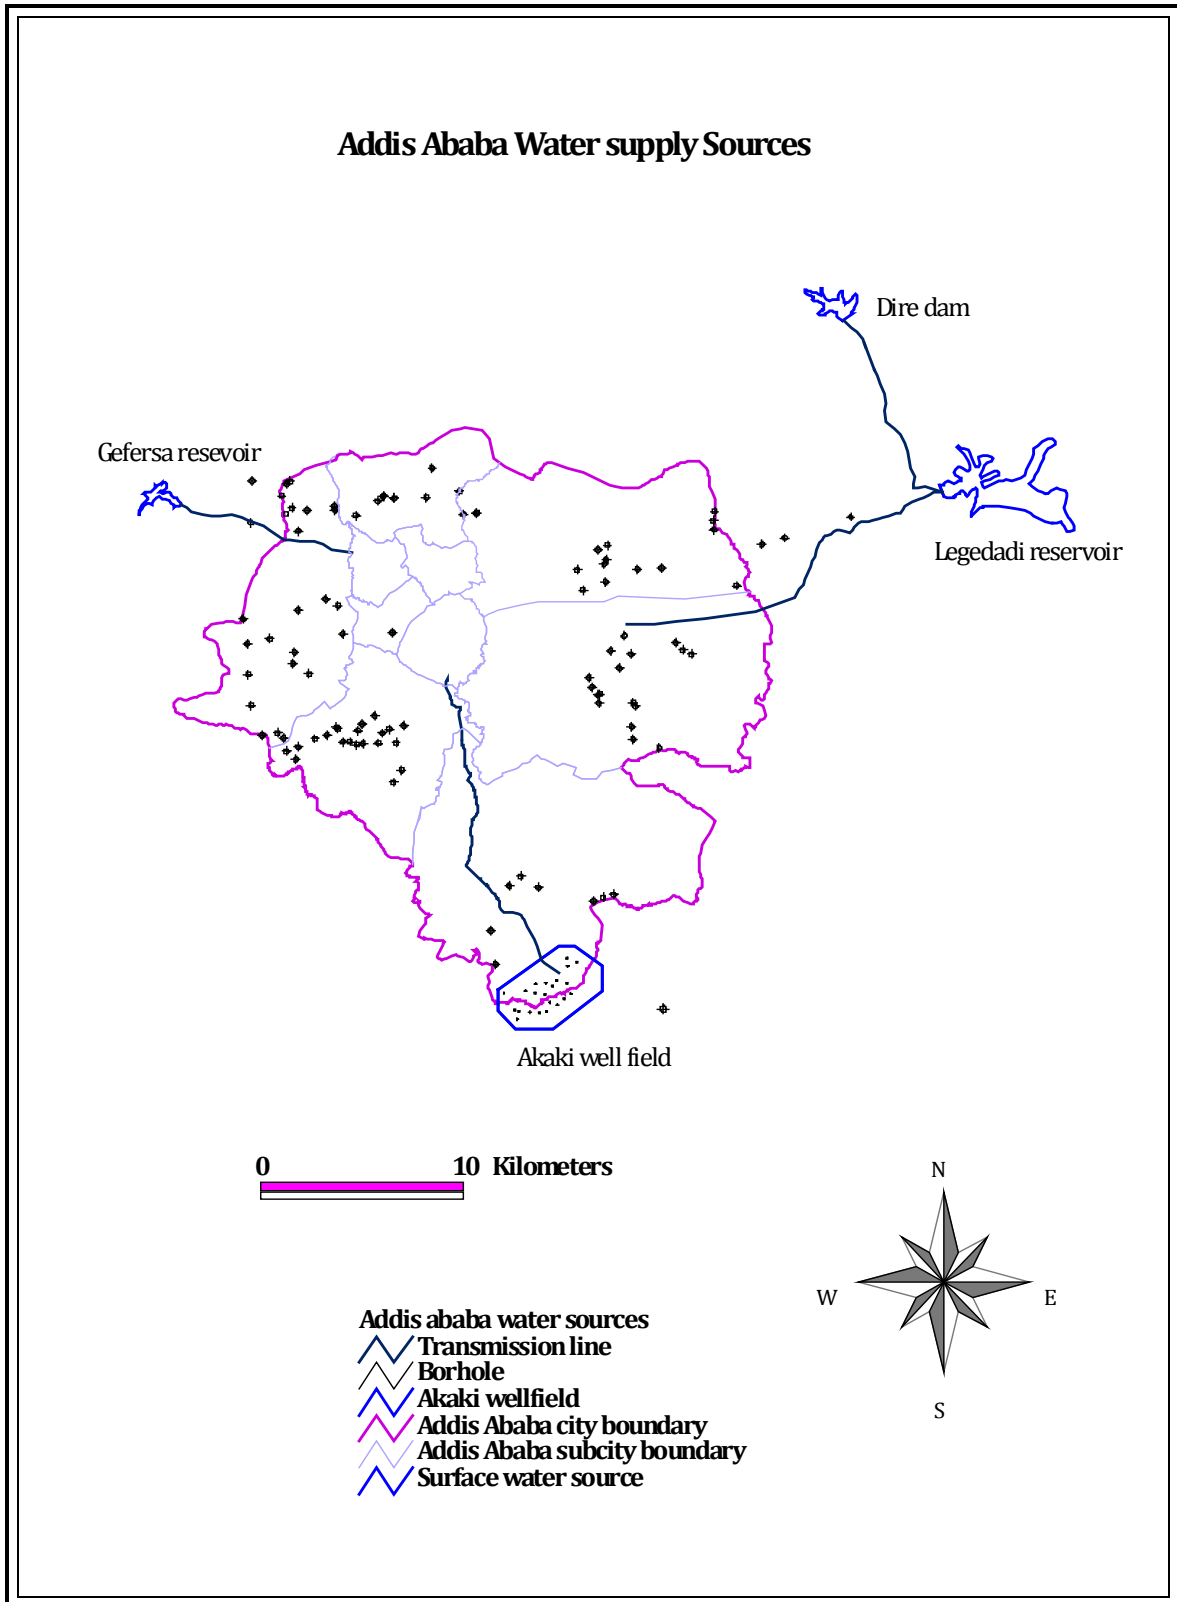 Addis Ababa Water supply Sources
Dire dam
Gefersa resevoir
Legedadi reservoir
Akaki well field
0 10 Kilometers
N
W E
S
Addis ababa water sources
Transmission line
Borhole
Akaki wellfield
Addis Ababa city boundary
Addis Ababa subcity boundary
Surface water source